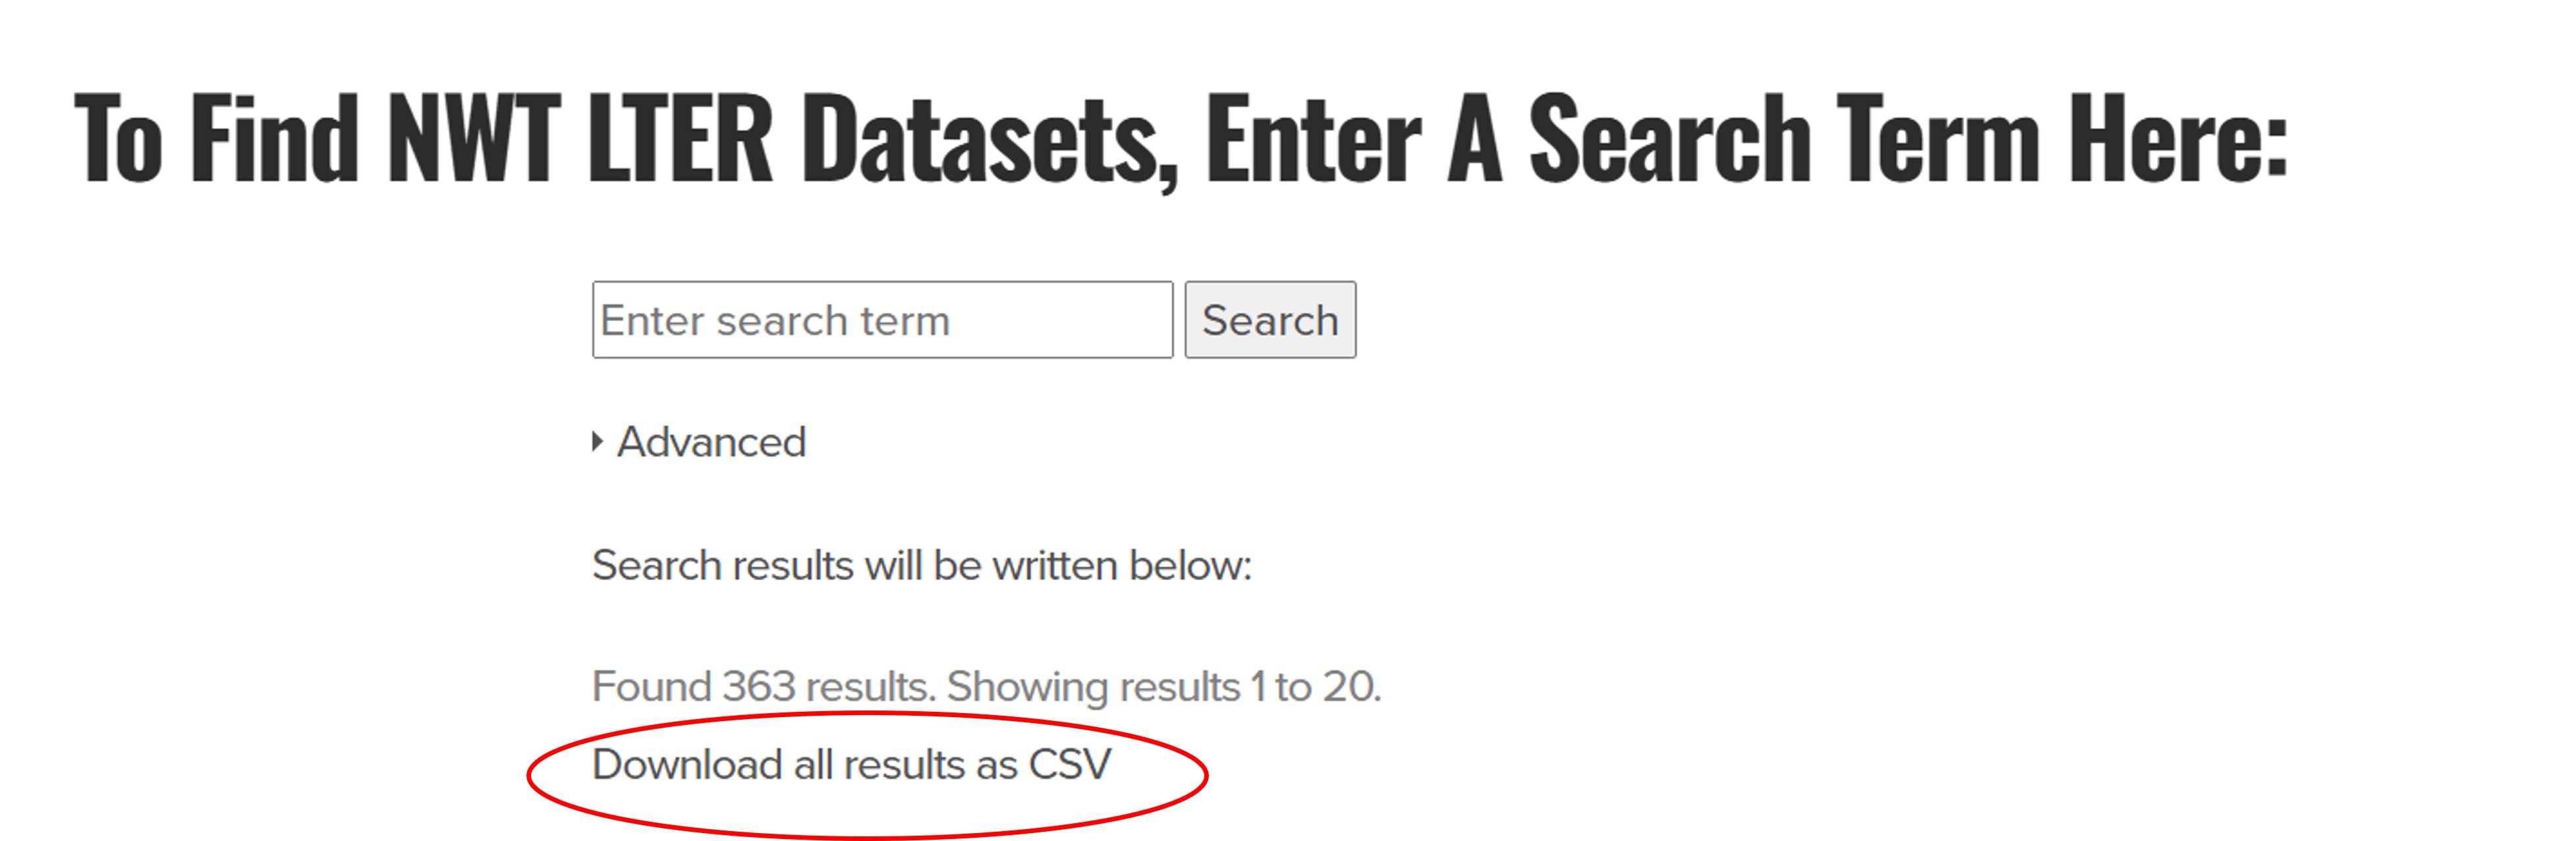 To Find NWT LTER Datasets, Enter A Search Term Here:
Enter search term Search
Advanced
Search results will be written below:
Found 363 results. Showing results 1 to 20.
Download all results as CSV